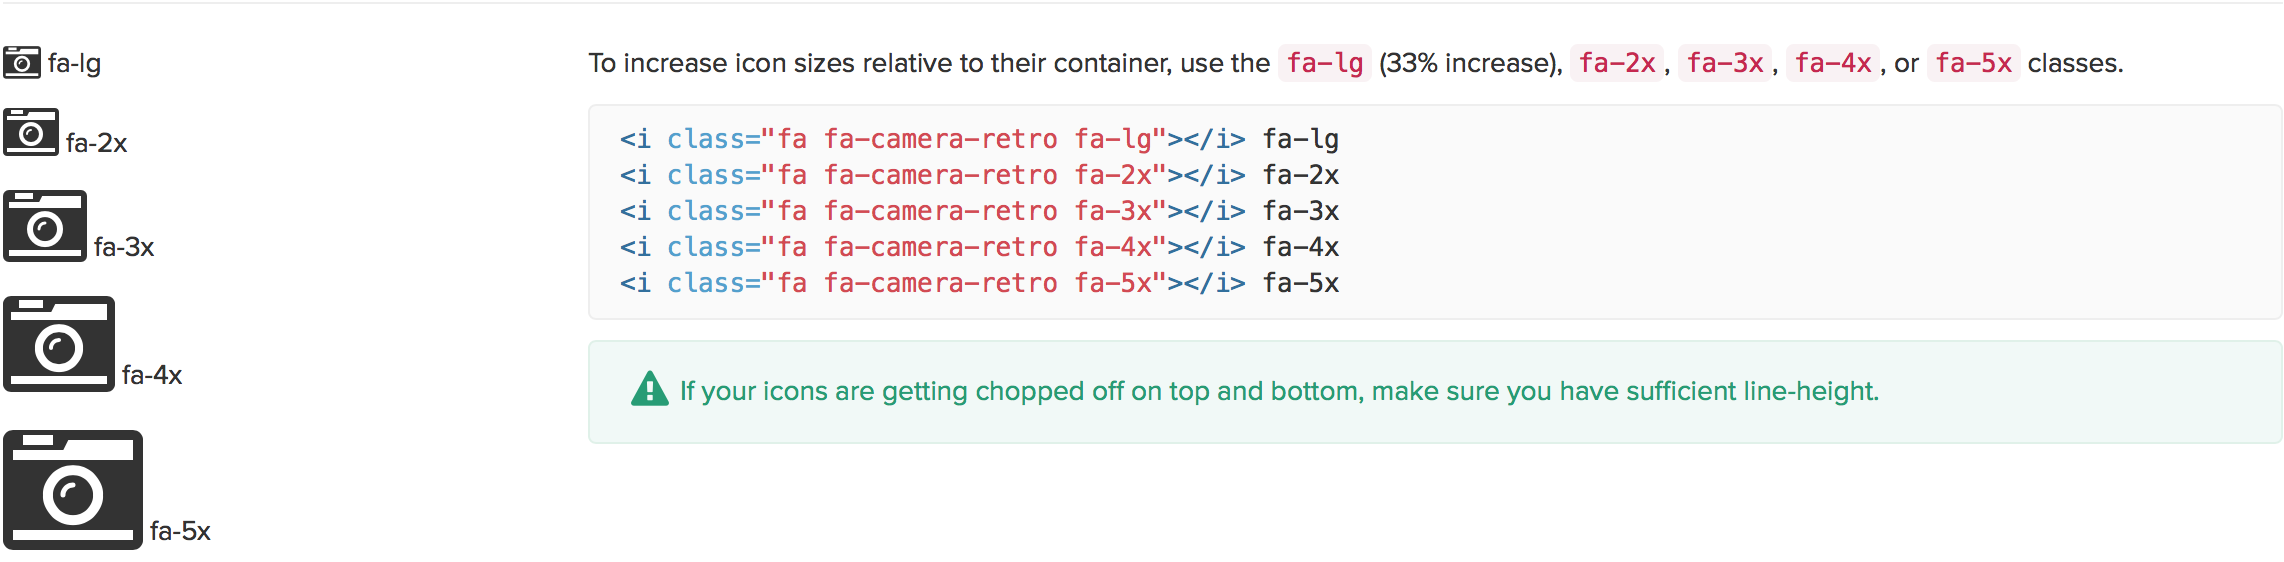 fa-lg
fa-2x
fa-3x
fa-4x
fa-5x
To increase icon sizes relative to their container, use the fa-lg (33% increase), fa-2x, fa-3x, fa-4x, or fa-5x classes.
<i class="fa fa-camera-retro fa-lg"></i> fa-lg
<i class="fa fa-camera-retro fa-2x"></i> fa-2x
<i class="fa fa-camera-retro fa-3x"></i> fa-3x
<i class="fa fa-camera-retro fa-4x"></i> fa-4x
<i class="fa fa-camera-retro fa-5x"></i> fa-5x
If your icons are getting chopped off on top and bottom, make sure you have sufficient line-height.